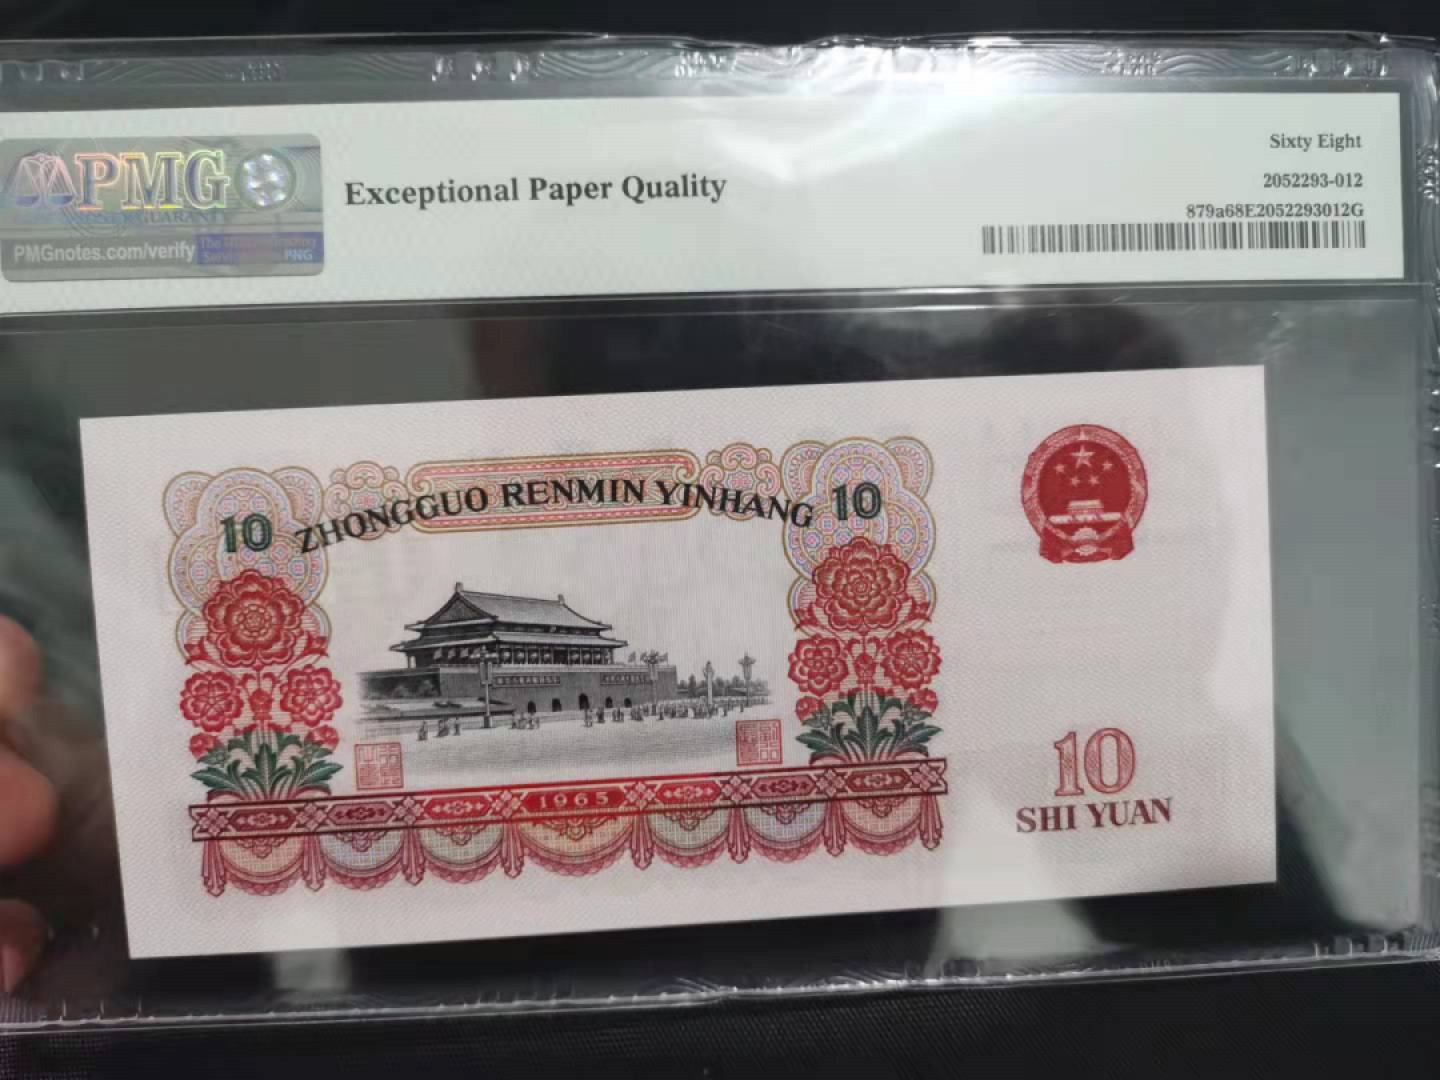 PMG
PMGnotes.com/verify
PNG
Exceptional Paper Quality
Sixty Eight
2052293-012
879a68E2052293012G
10 ZHONGGUO RENMIN YINHANG 10
1965
10
SHI YUAN